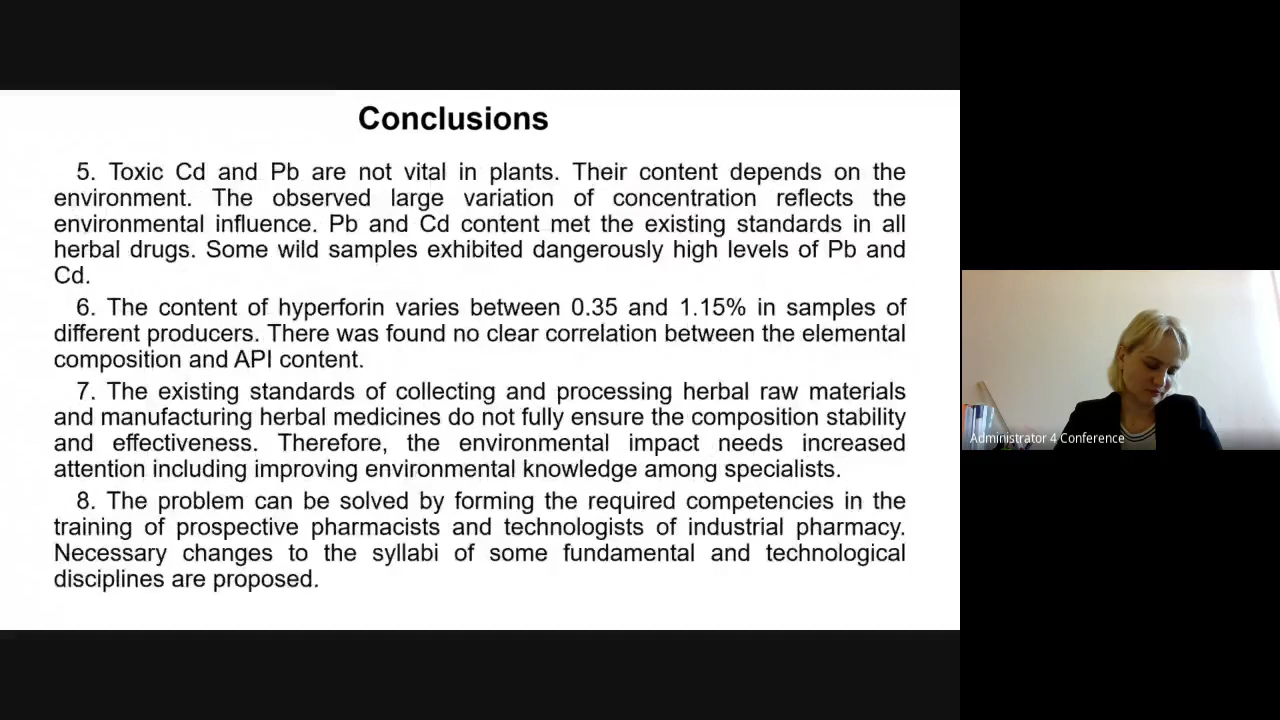 Conclusions
5. Toxic Cd and Pb are not vital in plants. Their content depends on the
environment. The observed large variation of concentration reflects the
environmental influence. Pb and Cd content met the existing standards in all
herbal drugs. Some wild samples exhibited dangerously high levels of Pb and
Cd.
6. The content of hyperforin varies between 0.35 and 1.15% in samples of
different producers. There was found no clear correlation between the elemental
composition and API content.
7. The existing standards of collecting and processing herbal raw materials
and manufacturing herbal medicines do not fully ensure the composition stability
and effectiveness. Therefore, the environmental impact needs increased
attention including improving environmental knowledge among specialists.
8. The problem can be solved by forming the required competencies in the
training of prospective pharmacists and technologists of industrial pharmacy.
Necessary changes to the syllabi of some fundamental and technological
disciplines are proposed.
Administrator 4 Conference